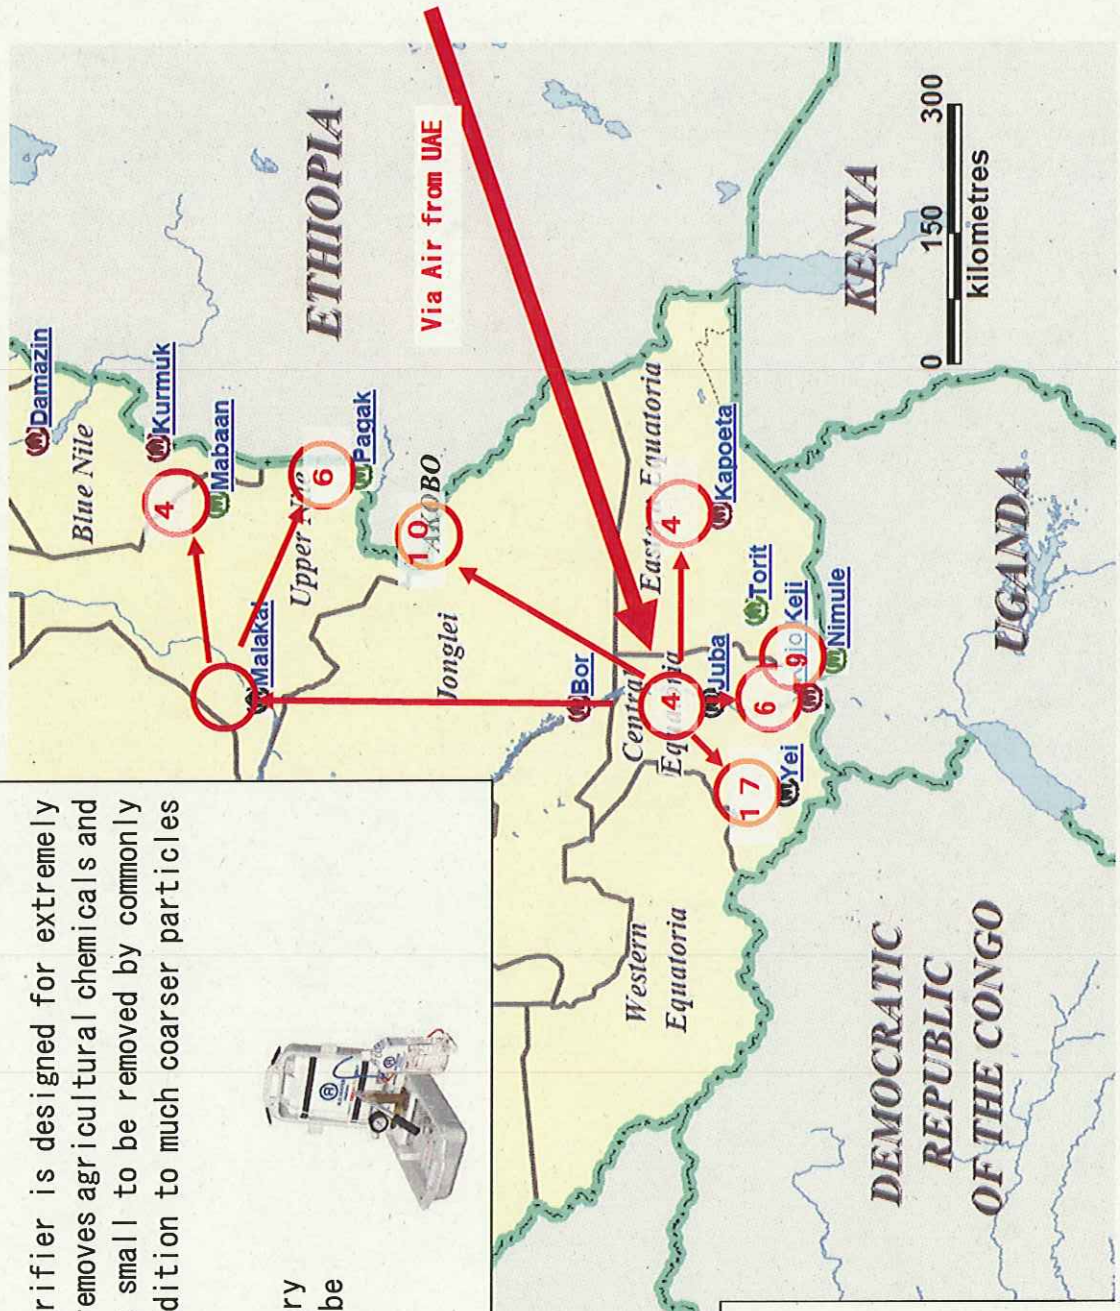 rifier is designed for extremely
emoves agricultural chemicals and
small to be removed by commonly
dition to much coarser particles
ry
be
Damazin
Blue Nile
Kurmuk
4
Mabaan
ETHIOPIA
Via Air from UAE
6
Pagak
Upper Nile
10
AKOBO
Malakal
Jonglei
Bor
Eastern Equatoria
4
Kapoeta
Central
Equatoria
4
Juba
Torit
9
Keji
6
Nimule
17
Yei
Western
Equatoria
KENYA
UGANDA
DEMOCRATIC
REPUBLIC
OF THE CONGO
0 150 300
kilometres